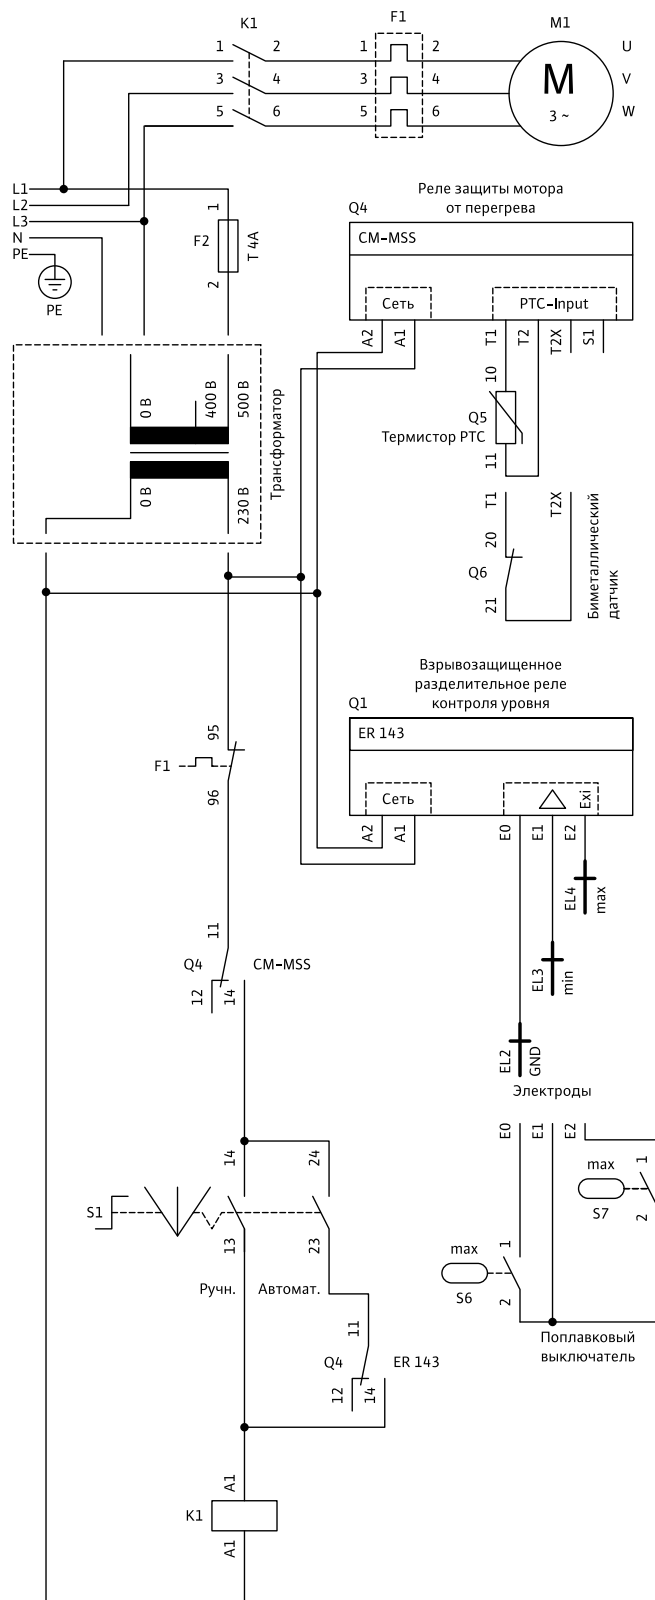 K1
F1
M1
1 2 1 2 U
3 4 3 4 V
5 6 5 6 W
M
3 ~
L1
L2
L3
N
PE
PE
1
F2
T 4A
2
Реле защиты мотора
от перегрева
Q4
CM-MSS
Сеть
PTC-Input
A2
A1
T1
T2
T2X
S1
10
Q5
Термистор PTC
11
0 В
400 В
500 В
Трансформатор
0 В
230 В
T1
T2X
20
Q6
21
Биметаллический
датчик
Взрывозащищенное
разделительное реле
контроля уровня
Q1
ER 143
Сеть
Exi
A2
A1
E0
E1
E2
EL4
max
EL3
min
EL2
GND
Электроды
95
F1
96
11
Q4
CM-MSS
12
14
E0
E1
E2
max
S7
1
2
max
S6
1
2
Поплавковый
выключатель
14
24
S1
13
23
Ручн.
Автомат.
11
Q4
ER 143
12
14
A1
K1
A1